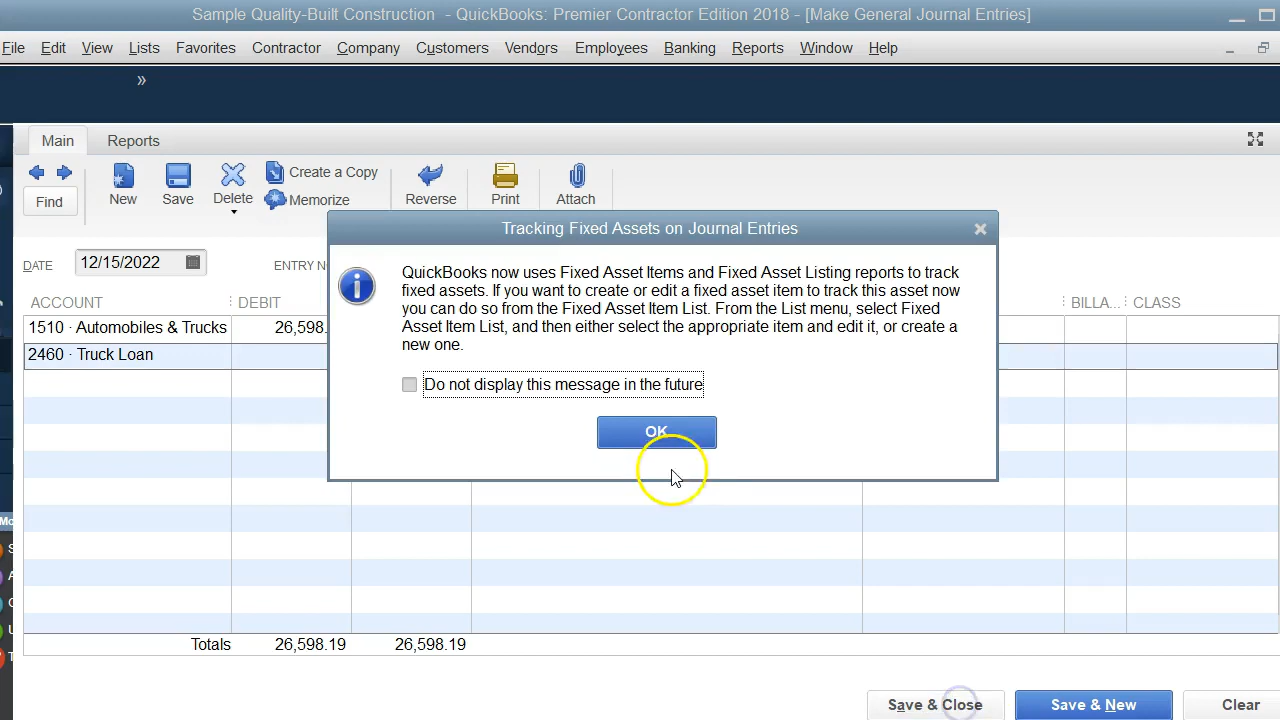 Sample Quality-Built Construction - QuickBooks: Premier Contractor Edition 2018 - [Make General Journal Entries]
File Edit View Lists Favorites Contractor Company Customers Vendors Employees Banking Reports Window Help
»
Main Reports
Find New Save Delete Create a Copy Memorize Reverse Print Attach
Tracking Fixed Assets on Journal Entries
QuickBooks now uses Fixed Asset Items and Fixed Asset Listing reports to track
fixed assets. If you want to create or edit a fixed asset item to track this asset now
you can do so from the Fixed Asset Item List. From the List menu, select Fixed
Asset Item List, and then either select the appropriate item and edit it, or create a
new one.
Do not display this message in the future
OK
DATE 12/15/2022 ENTRY
ACCOUNT DEBIT BILLA... CLASS
1510 · Automobiles & Trucks 26,598.
2460 · Truck Loan
Totals 26,598.19 26,598.19
Save & Close Save & New Clear